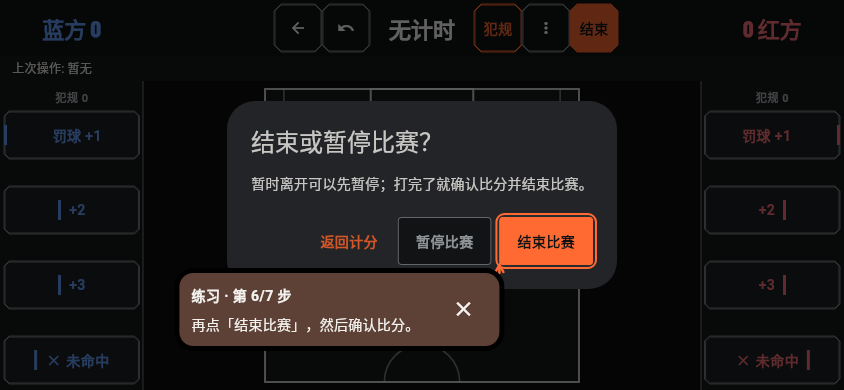 蓝方 0
无计时
犯规
结束
0 红方
上次操作: 暂无
犯规 0
罚球 +1
+2
+3
× 未命中
犯规 0
罚球 +1
+2
+3
× 未命中
结束或暂停比赛？
暂时离开可以先暂停；打完了就确认比分并结束比赛。
返回计分
暂停比赛
结束比赛
练习 · 第 6/7 步
再点「结束比赛」，然后确认比分。